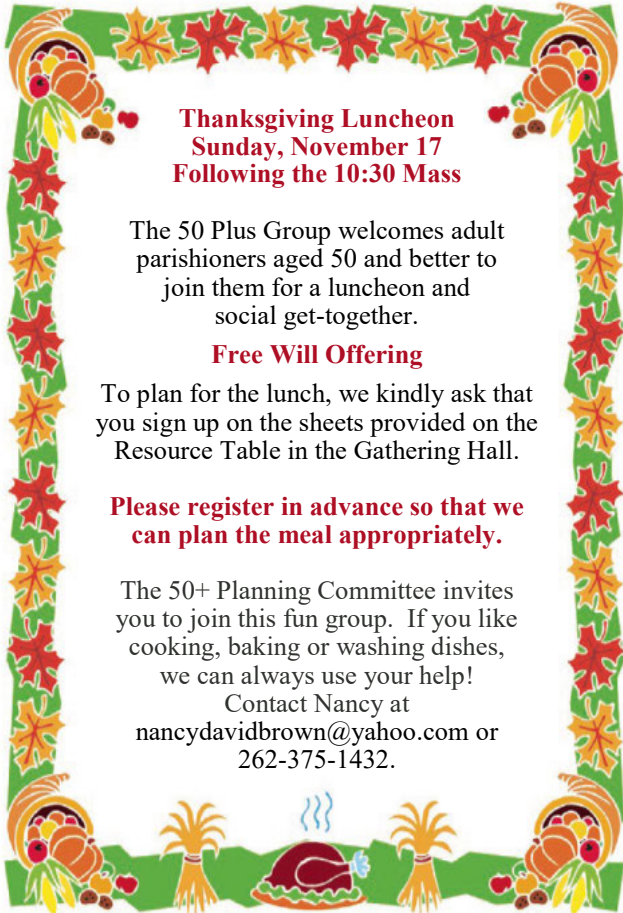 Thanksgiving Luncheon
Sunday, November 17
Following the 10:30 Mass
The 50 Plus Group welcomes adult
parishioners aged 50 and better to
join them for a luncheon and
social get-together.
Free Will Offering
To plan for the lunch, we kindly ask that
you sign up on the sheets provided on the
Resource Table in the Gathering Hall.
Please register in advance so that we
can plan the meal appropriately.
The 50+ Planning Committee invites
you to join this fun group.  If you like
cooking, baking or washing dishes,
we can always use your help!
Contact Nancy at
nancydavidbrown@yahoo.com or
262-375-1432.